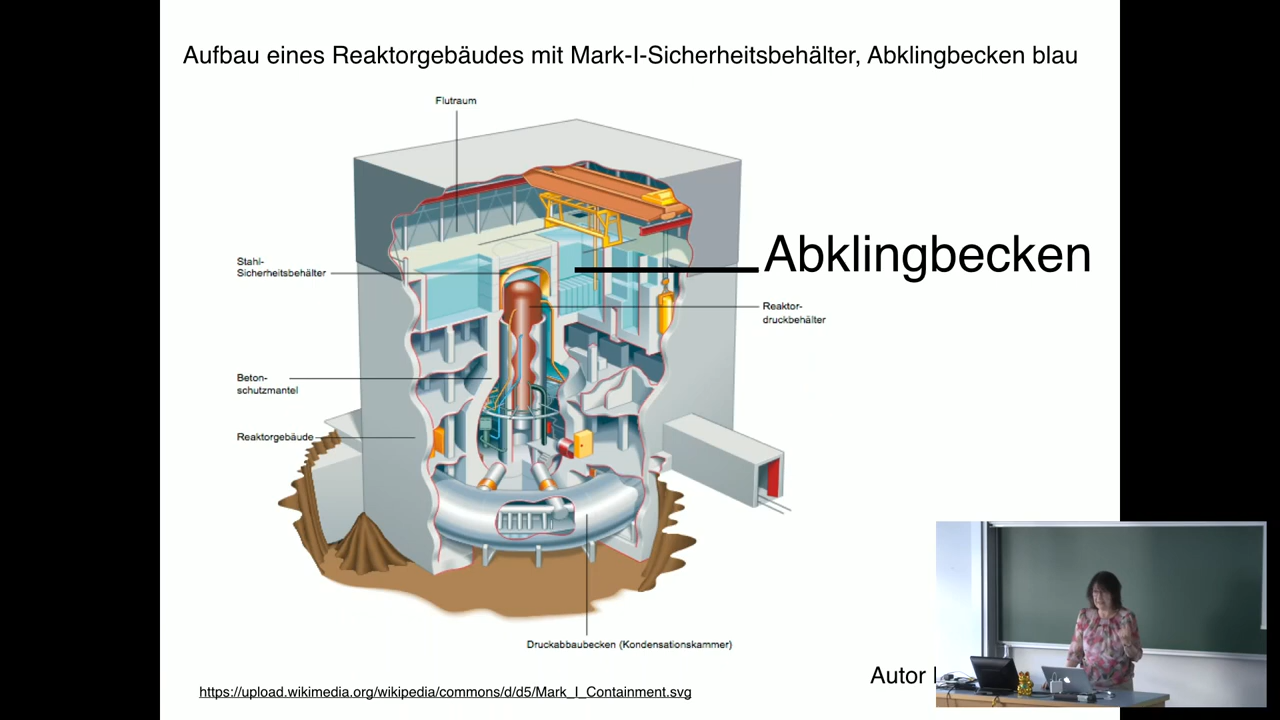 Aufbau eines Reaktorgebäudes mit Mark-I-Sicherheitsbehälter, Abklingbecken blau
Flutraum
Abklingbecken
Stahl-
Sicherheitsbehälter
Reaktor-
druckbehälter
Beton-
schutzmantel
Reaktorgebäude
Druckabbaubecken (Kondensationskammer)
Autor
https://upload.wikimedia.org/wikipedia/commons/d/d5/Mark_I_Containment.svg